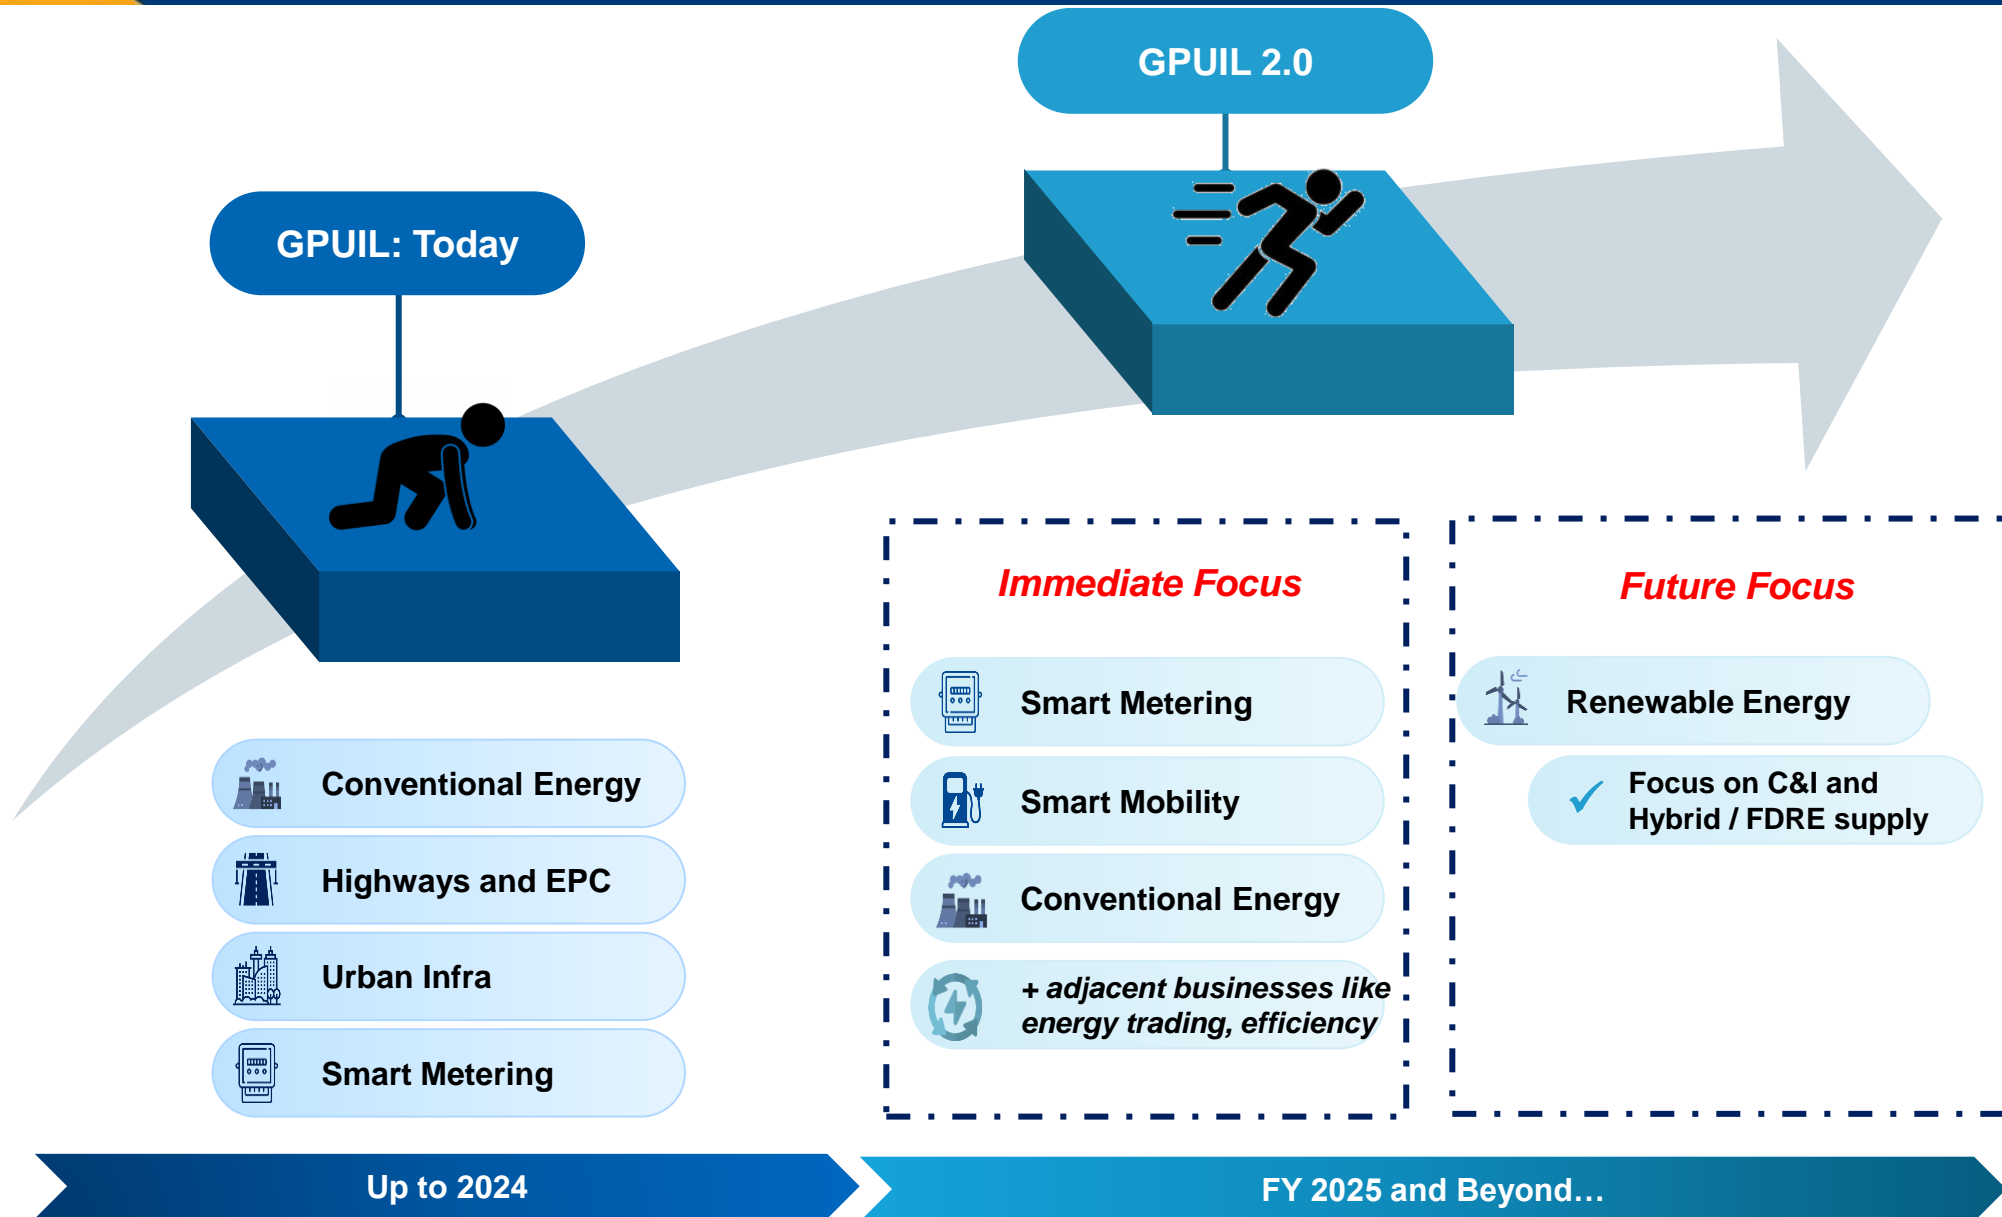 GPUIL 2.0
GPUIL: Today
Immediate Focus
Smart Metering
Smart Mobility
Conventional Energy
+ adjacent businesses like
energy trading, efficiency
Future Focus
Renewable Energy
Focus on C&I and
Hybrid / FDRE supply
Conventional Energy
Highways and EPC
Urban Infra
Smart Metering
Up to 2024
FY 2025 and Beyond…